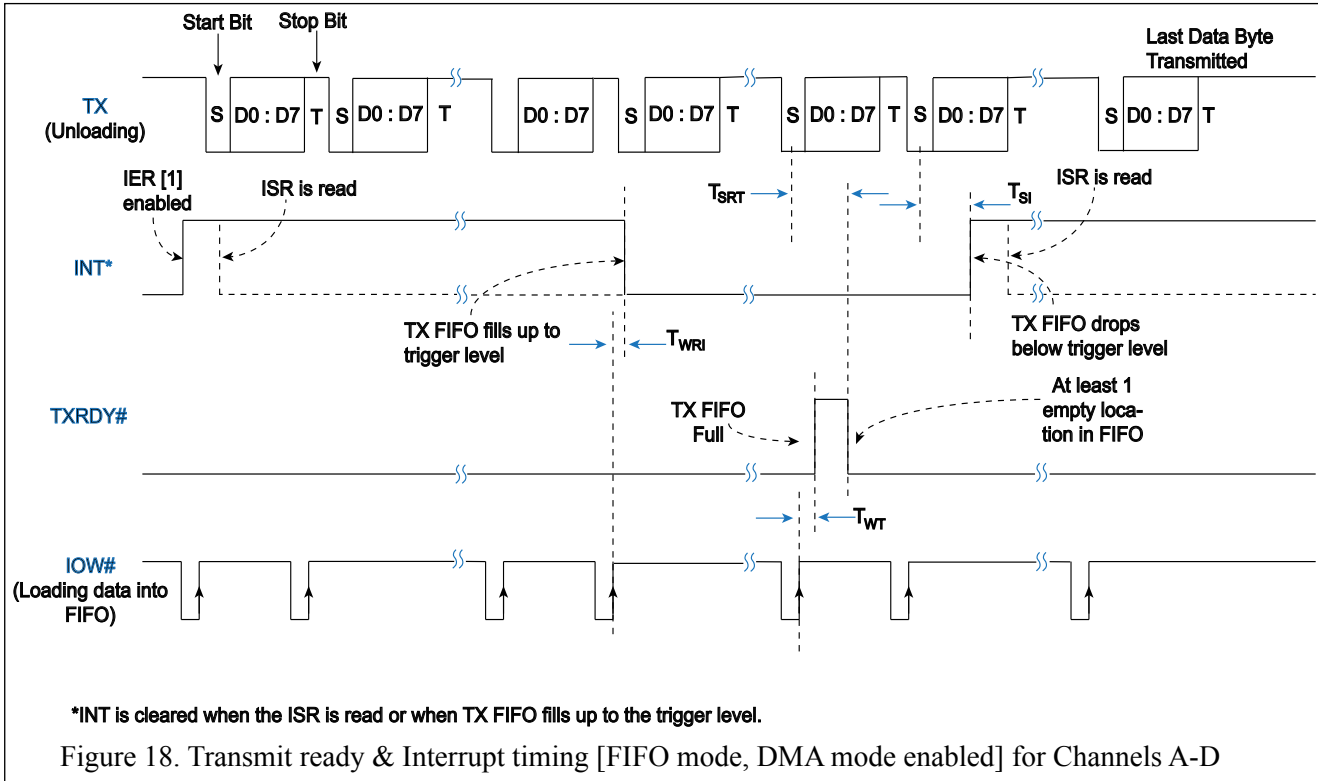 Start Bit
Stop Bit
Last Data Byte
Transmitted
TX
(Unloading)
S D0 : D7 T S D0 : D7 T D0 : D7 S D0 : D7 T S D0 : D7 T S D0 : D7 T S D0 : D7 T
IER [1]
enabled
ISR is read
TSRT
TSI
ISR is read
INT*
TX FIFO fills up to
trigger level
TWRI
TX FIFO drops
below trigger level
TXRDY#
TX FIFO
Full
At least 1
empty loca-
tion in FIFO
TWT
IOW#
(Loading data into
FIFO)
*INT is cleared when the ISR is read or when TX FIFO fills up to the trigger level.
Figure 18. Transmit ready & Interrupt timing [FIFO mode, DMA mode enabled] for Channels A-D